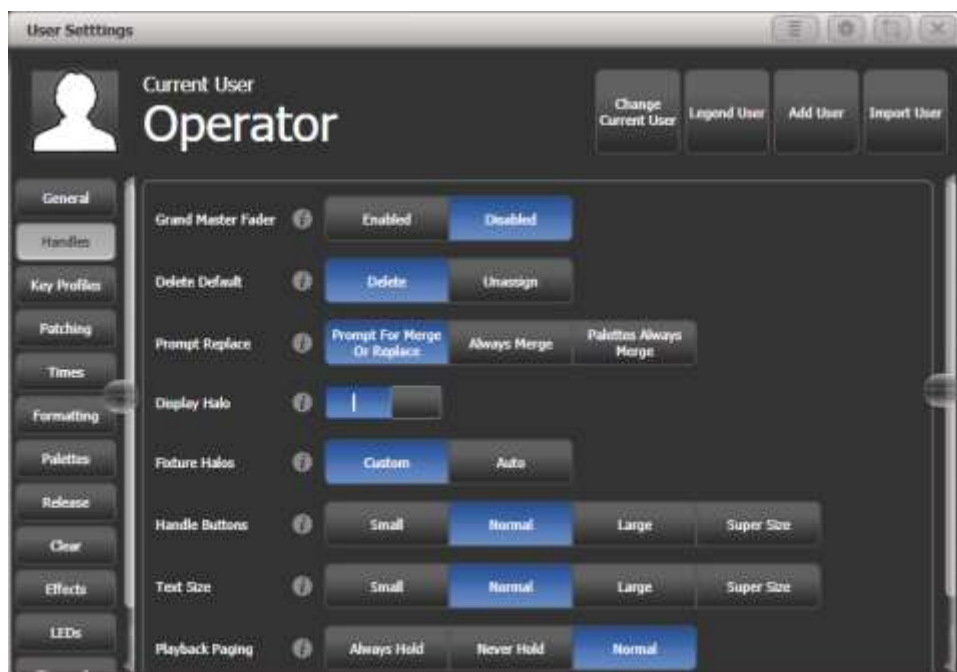 User Setttings
Current User
Operator
Change
Current User
Legend User
Add User
Import User
General
Handles
Key Profiles
Patching
Times
Formatting
Palettes
Release
Clear
Effects
LEDs
Grand Master Fader
Enabled
Disabled
Delete Default
Delete
Unassign
Prompt Replace
Prompt For Merge
Or Replace
Always Merge
Palettes Always
Merge
Display Halo
Fixture Halos
Custom
Auto
Handle Buttons
Small
Normal
Large
Super Size
Text Size
Small
Normal
Large
Super Size
Playback Paging
Always Hold
Never Hold
Normal